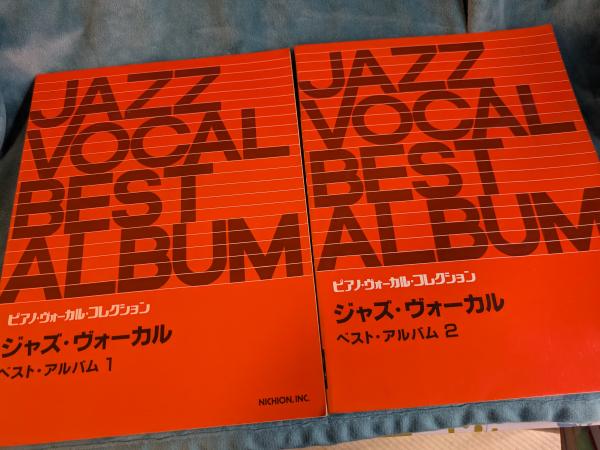 JAZZ
VOCAL
BEST
ALBUM
ピアノ・ヴォーカル・コレクション
ジャズ・ヴォーカル
ベスト・アルバム 1
NICHION, INC.
JAZZ
VOCAL
BEST
ALBUM
ピアノ・ヴォーカル・コレクション
ジャズ・ヴォーカル
ベスト・アルバム 2